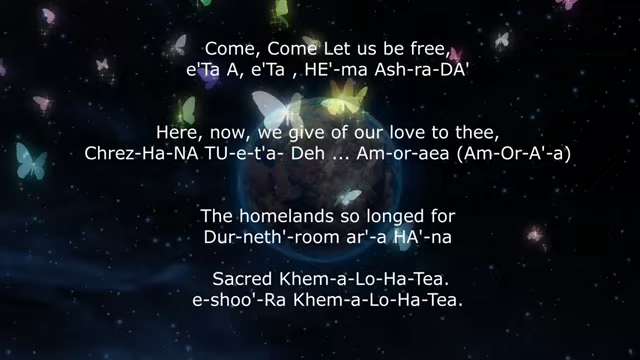 Come, Come Let us be free,
e'Ta A, e'Ta , HE'-ma Ash-ra-DA'
Here, now, we give of our love to thee,
Chrez-Ha-NA TU-e-t'a- Deh ... Am-or-aea (Am-Or-A'-a)
The homelands so longed for
Dur-neth'-room ar'-a HA'-na
Sacred Khem-a-Lo-Ha-Tea.
e-shoo'-Ra Khem-a-Lo-Ha-Tea.